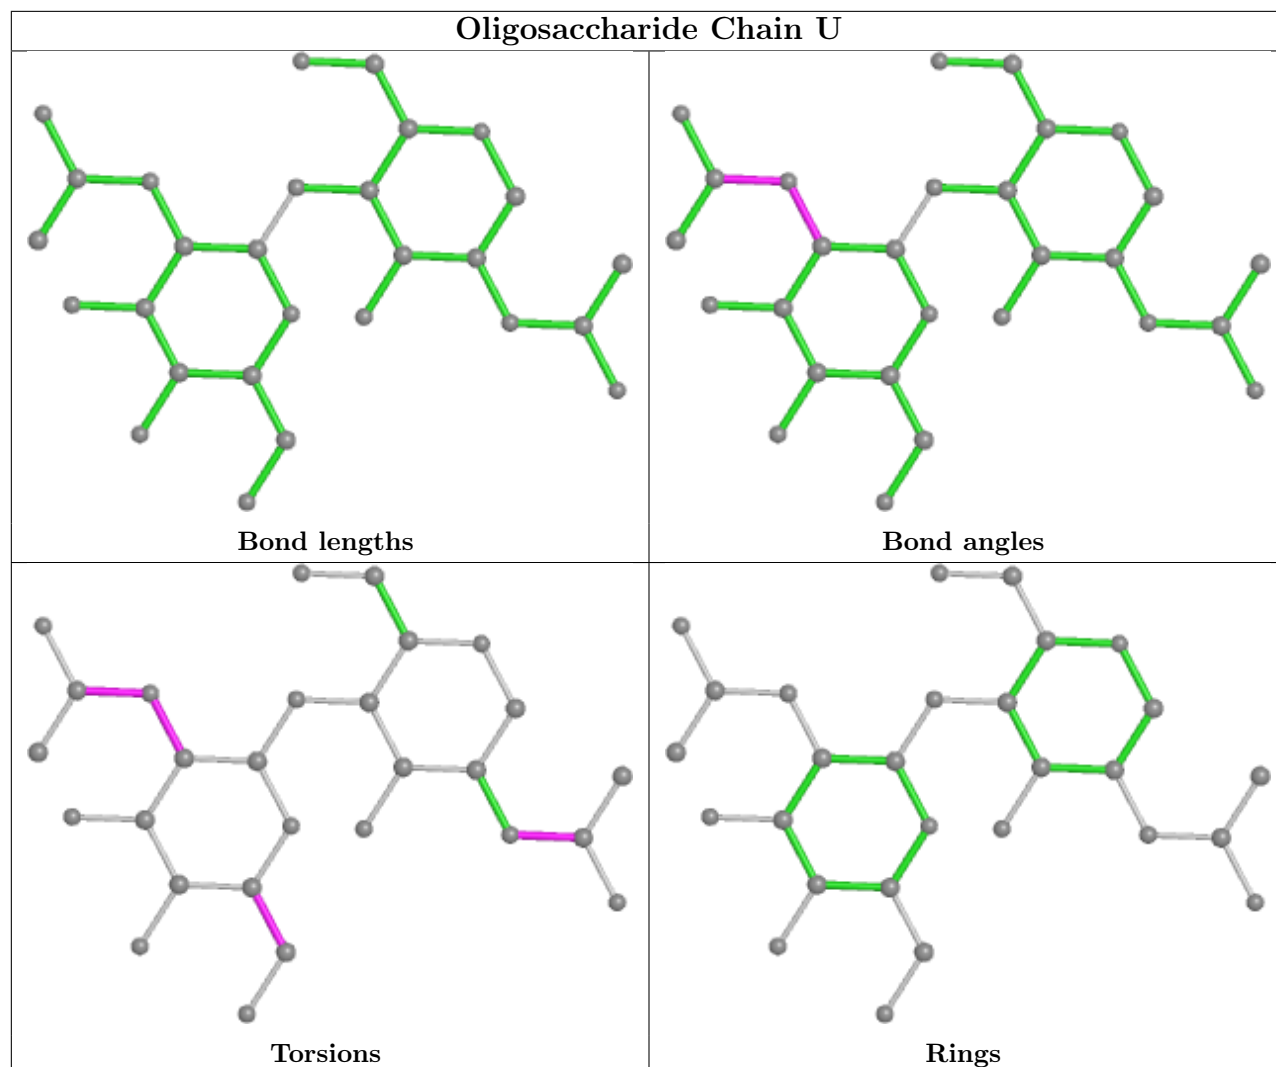 Oligosaccharide Chain U
Bond lengths
Bond angles
Torsions
Rings